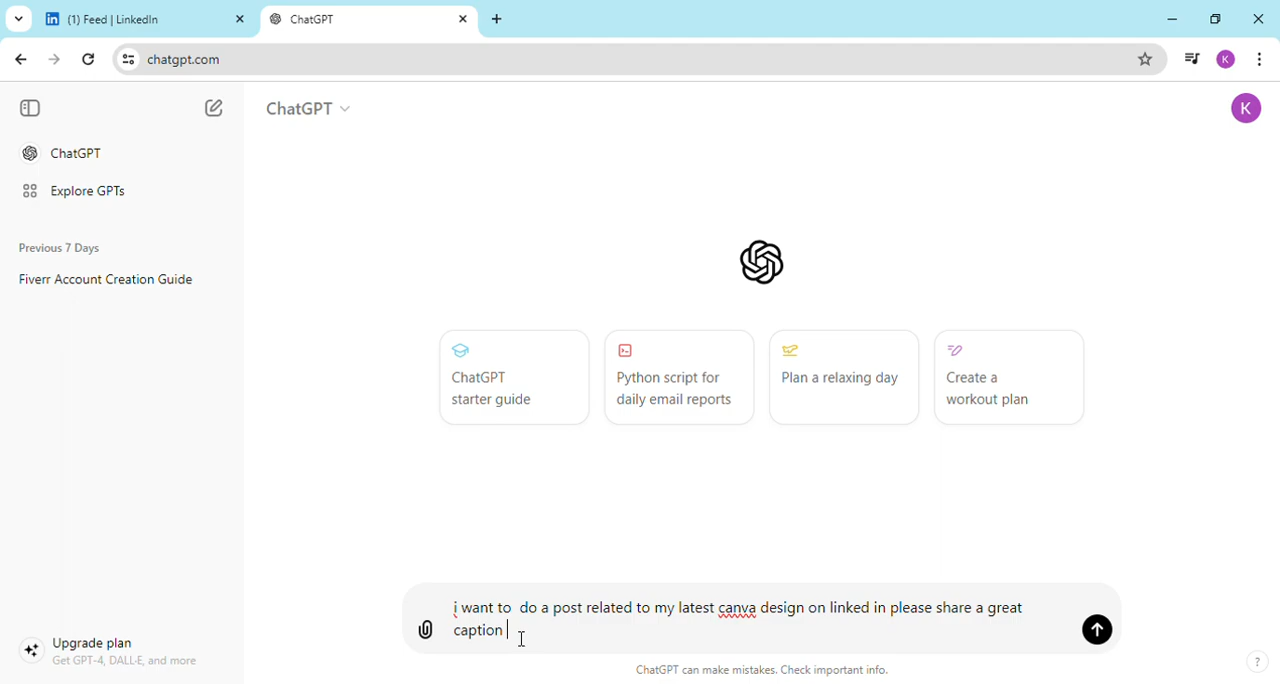 (1) Feed | LinkedIn
ChatGPT
chatgpt.com
K
ChatGPT
K
ChatGPT
Explore GPTs
Previous 7 Days
Fiverr Account Creation Guide
ChatGPT
starter guide
Python script for
daily email reports
Plan a relaxing day
Create a
workout plan
i want to  do a post related to my latest canva design on linked in please share a great
caption
Upgrade plan
Get GPT-4, DALL·E, and more
ChatGPT can make mistakes. Check important info.
?